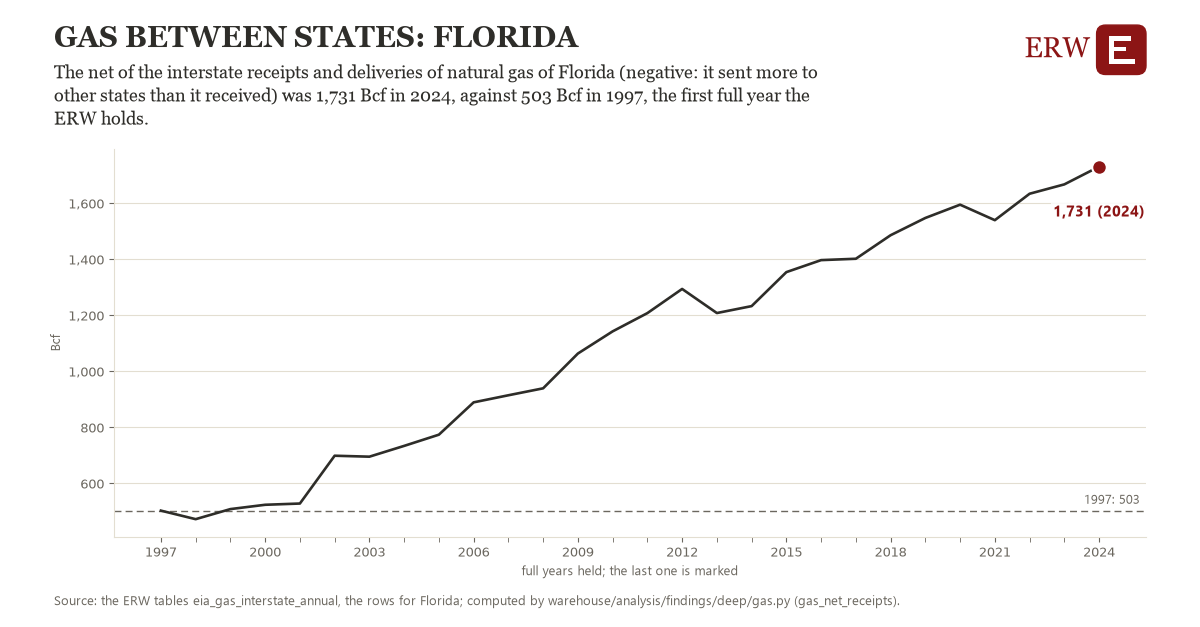 GAS BETWEEN STATES: FLORIDA
ERW E
The net of the interstate receipts and deliveries of natural gas of Florida (negative: it sent more to
other states than it received) was 1,731 Bcf in 2024, against 503 Bcf in 1997, the first full year the
ERW holds.
1,600
1,400
1,200
1,000
800
600
Bcf
1,731 (2024)
1997: 503
1997 2000 2003 2006 2009 2012 2015 2018 2021 2024
full years held; the last one is marked
Source: the ERW tables eia_gas_interstate_annual, the rows for Florida; computed by warehouse/analysis/findings/deep/gas.py (gas_net_receipts).